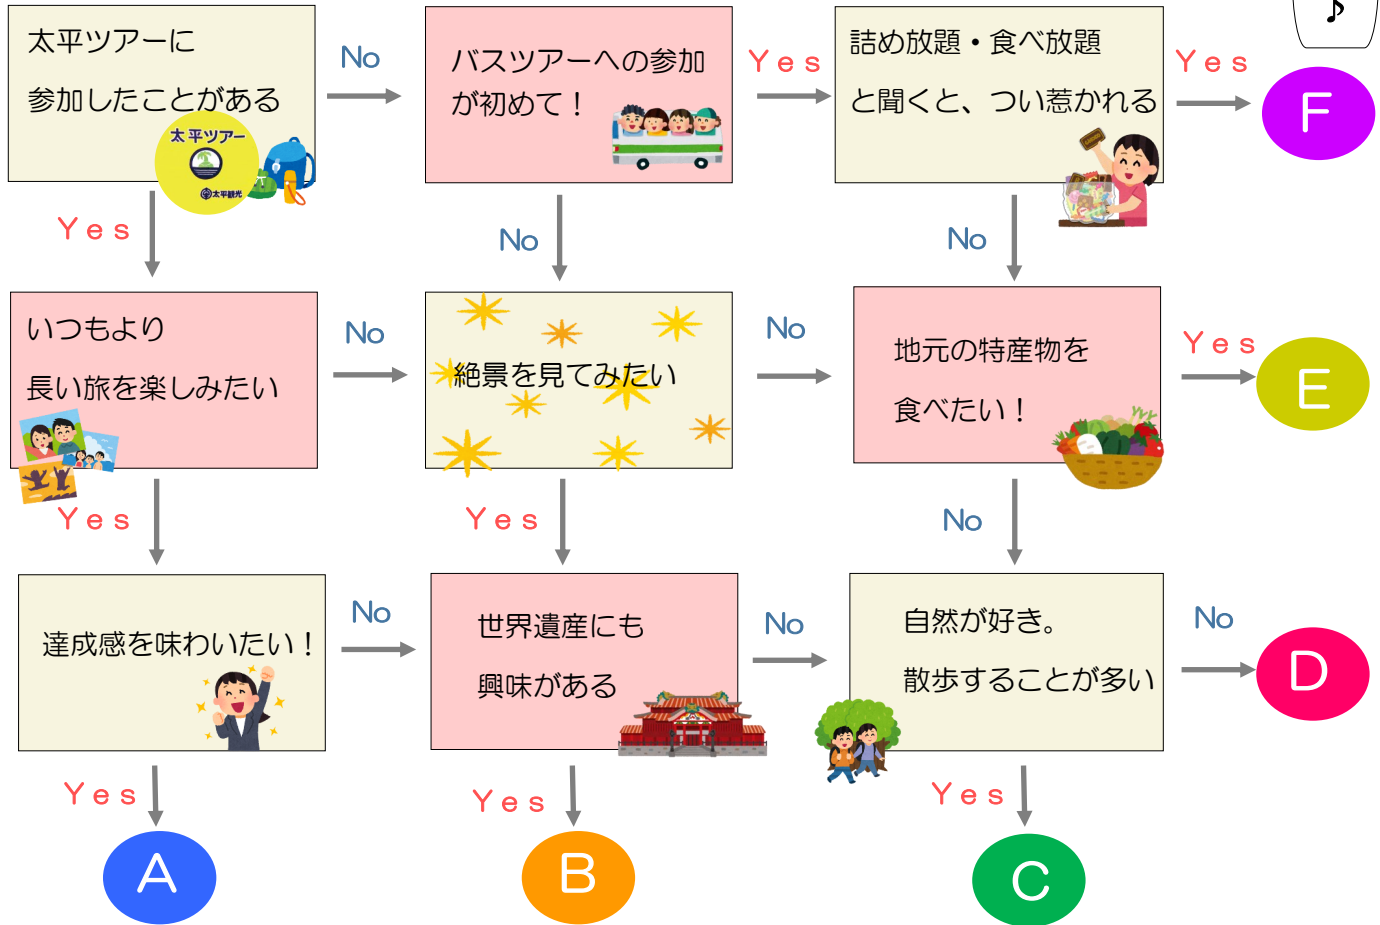 太平ツアーに
参加したことがある
太平ツアー
太平観光
No
バスツアーへの参加
が初めて！
Yes
詰め放題・食べ放題
と聞くと、つい惹かれる
Yes
F
♪
Yes
No
No
いつもより
長い旅を楽しみたい
No
絶景を見てみたい
No
地元の特産物を
食べたい！
Yes
E
Yes
Yes
No
達成感を味わいたい！
No
世界遺産にも
興味がある
No
自然が好き。
散歩することが多い
No
D
Yes
Yes
Yes
A
B
C